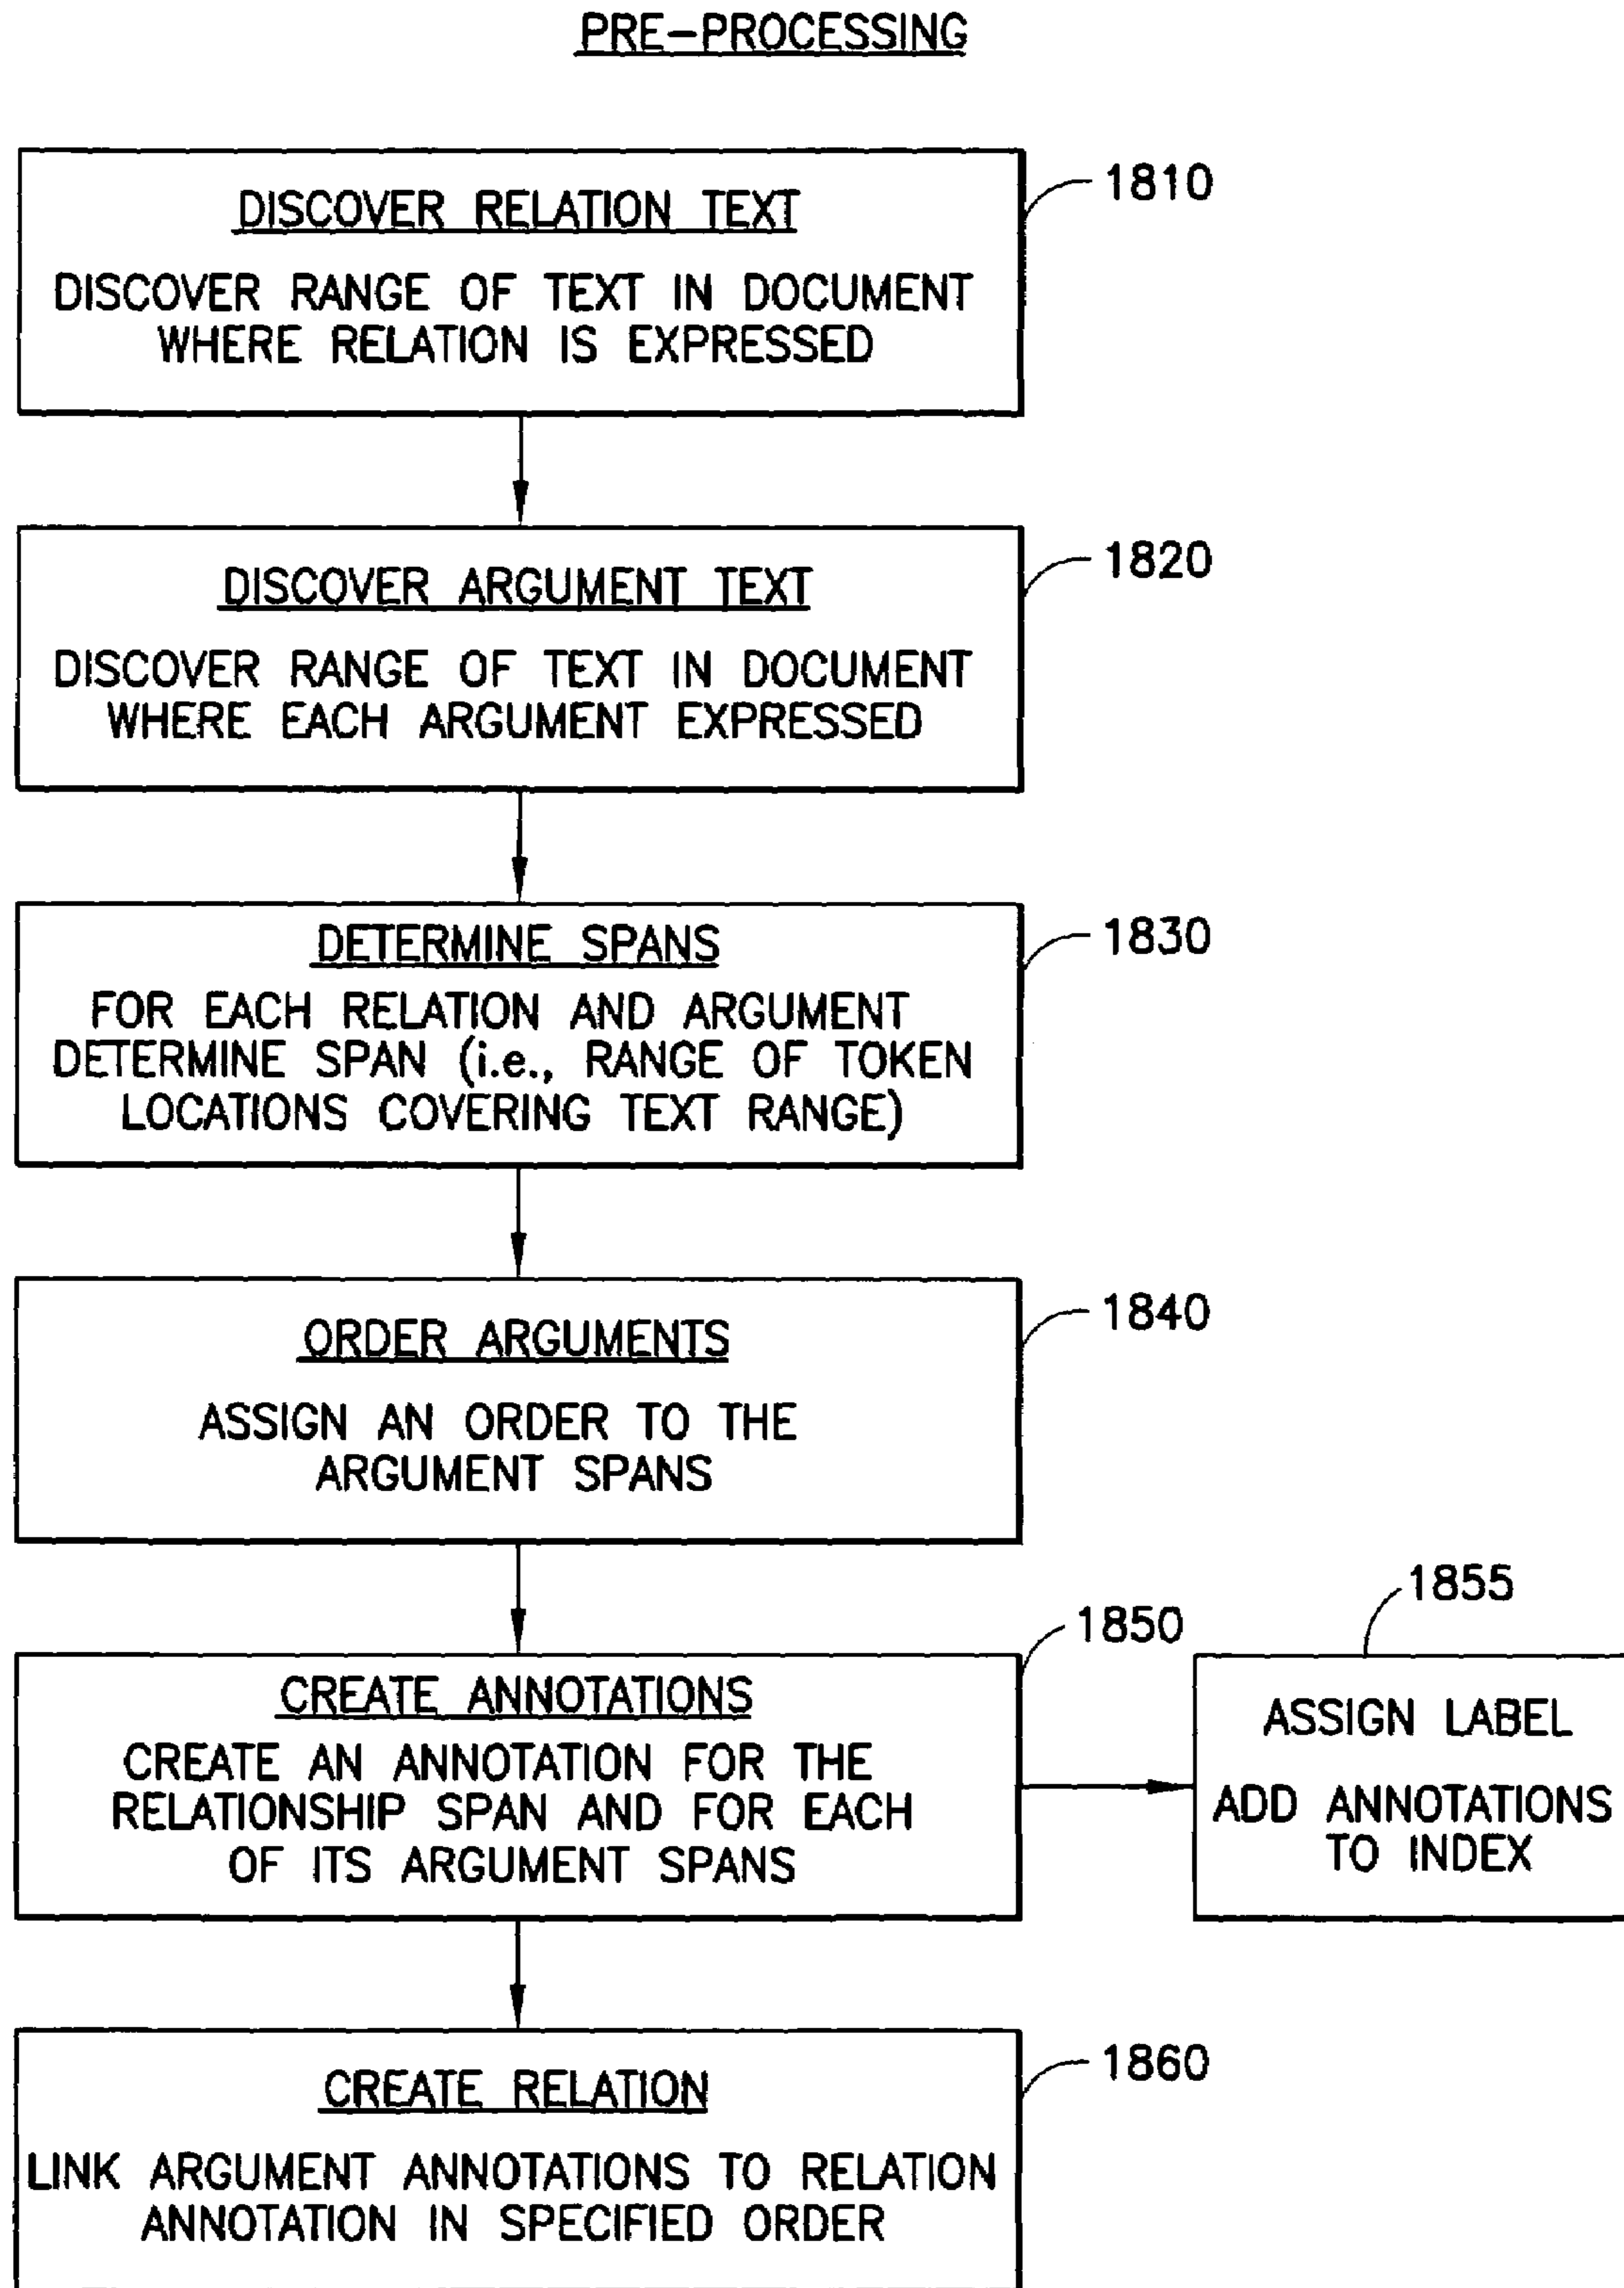 PRE-PROCESSING
1810
DISCOVER RELATION TEXT
DISCOVER RANGE OF TEXT IN DOCUMENT
WHERE RELATION IS EXPRESSED
1820
DISCOVER ARGUMENT TEXT
DISCOVER RANGE OF TEXT IN DOCUMENT
WHERE EACH ARGUMENT EXPRESSED
1830
DETERMINE SPANS
FOR EACH RELATION AND ARGUMENT
DETERMINE SPAN (i.e., RANGE OF TOKEN
LOCATIONS COVERING TEXT RANGE)
1840
ORDER ARGUMENTS
ASSIGN AN ORDER TO THE
ARGUMENT SPANS
1850
CREATE ANNOTATIONS
CREATE AN ANNOTATION FOR THE
RELATIONSHIP SPAN AND FOR EACH
OF ITS ARGUMENT SPANS
1855
ASSIGN LABEL
ADD ANNOTATIONS
TO INDEX
1860
CREATE RELATION
LINK ARGUMENT ANNOTATIONS TO RELATION
ANNOTATION IN SPECIFIED ORDER